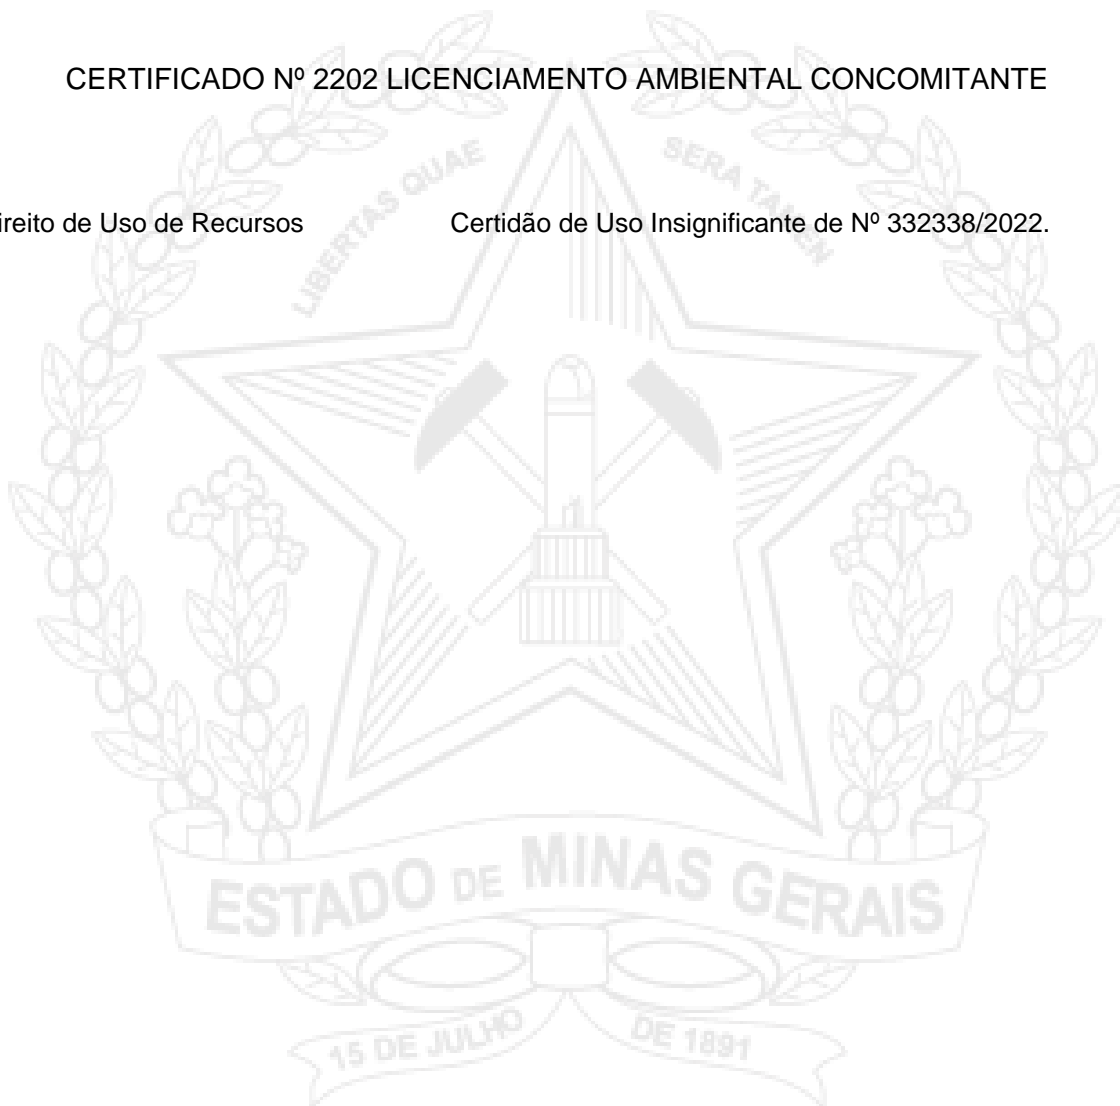 CERTIFICADO Nº 2202 LICENCIAMENTO AMBIENTAL CONCOMITANTE
LIBERTAS QUAE SERA TAMEN
ireito de Uso de Recursos Certidão de Uso Insignificante de Nº 332338/2022.
ESTADO DE MINAS GERAIS
15 DE JULHO DE 1891